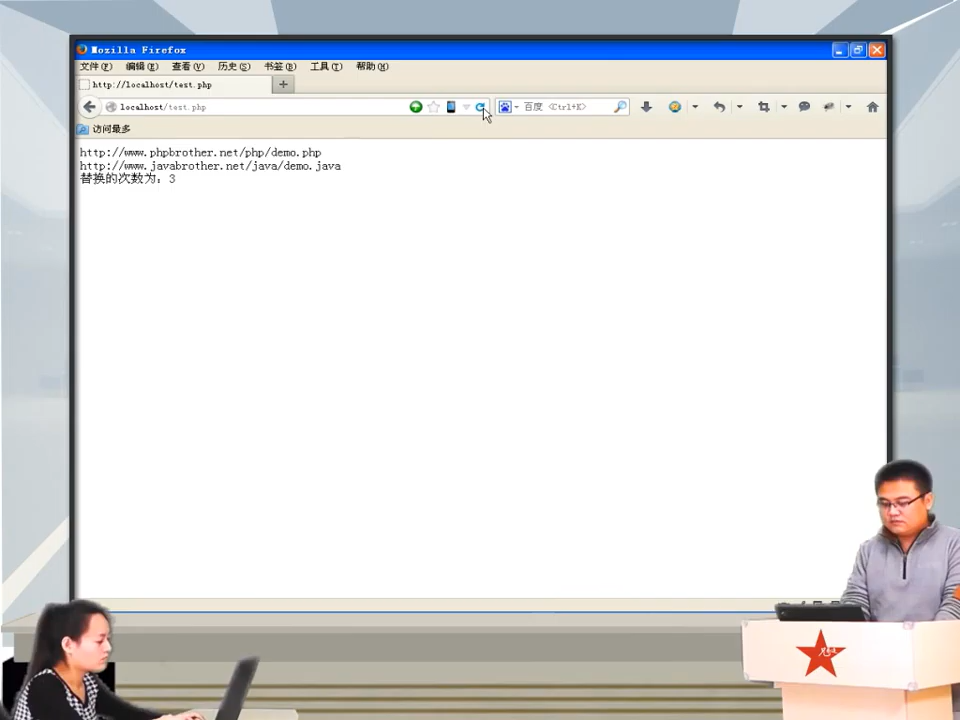 Mozilla Firefox
文件(F) 编辑(E) 查看(V) 历史(S) 书签(B) 工具(T) 帮助(H)
http://localhost/test.php
localhost/test.php
百度 <Ctrl+K>
访问最多
http://www.phpbrother.net/php/demo.php
http://www.javabrother.net/java/demo.java
替换的次数为：3